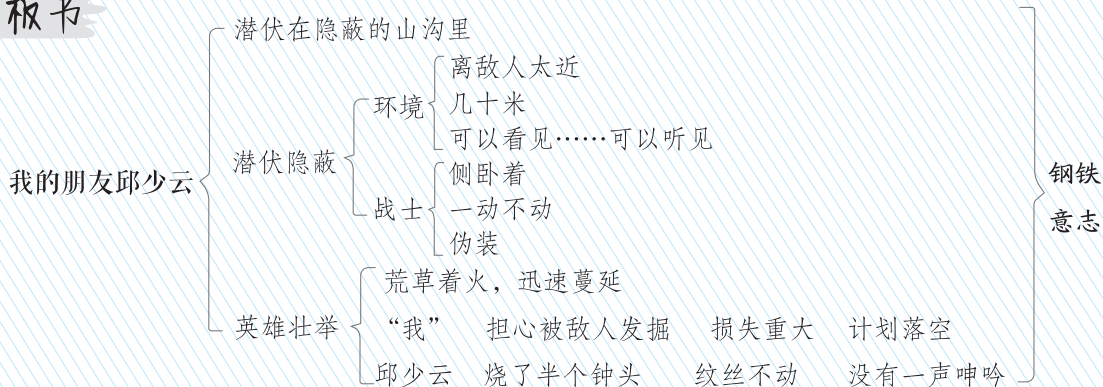 板书
潜伏在隐蔽的山沟里
离敌人太近
环境
几十米
可以看见……可以听见
潜伏隐蔽
侧卧着
我的朋友邱少云
战士
一动不动
伪装
钢铁
意志
荒草着火，迅速蔓延
英雄壮举
“我” 担心被敌人发掘 损失重大 计划落空
邱少云 烧了半个钟头 纹丝不动 没有一声呻吟